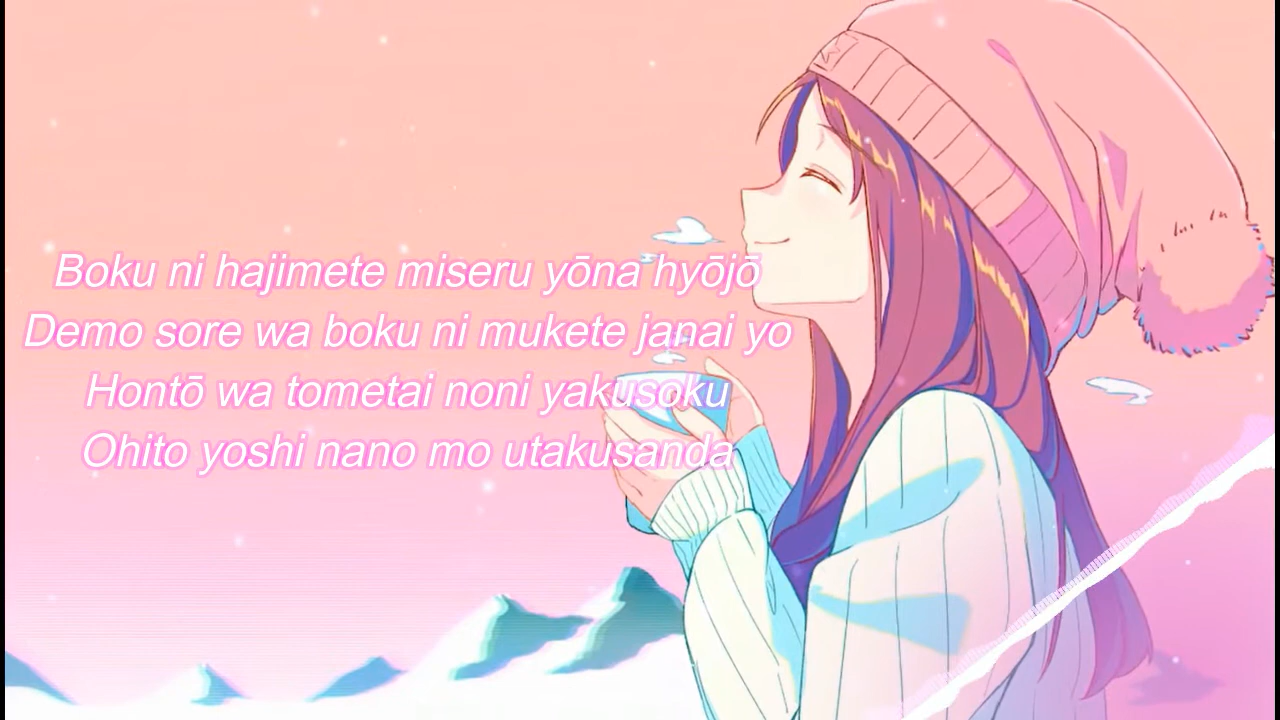 Boku ni hajimete miseru yōna hyōjō
Demo sore wa boku ni mukete janai yo
Hontō wa tometai noni yakusoku
Ohito yoshi nano mo utakusanda